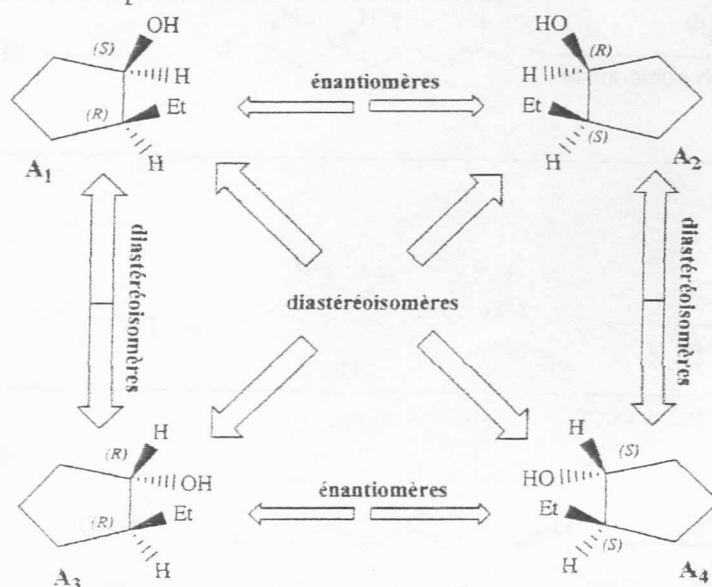 OH
HO
(S)
(R)
H
H
énantiomères
(R)
Et
Et
(S)
H
H
A1
A2
diastéréoisomères
diastéréoisomères
diastéréoisomères
H
H
(R)
(S)
OH
HO
énantiomères
(R)
Et
Et
(S)
H
H
A3
A4